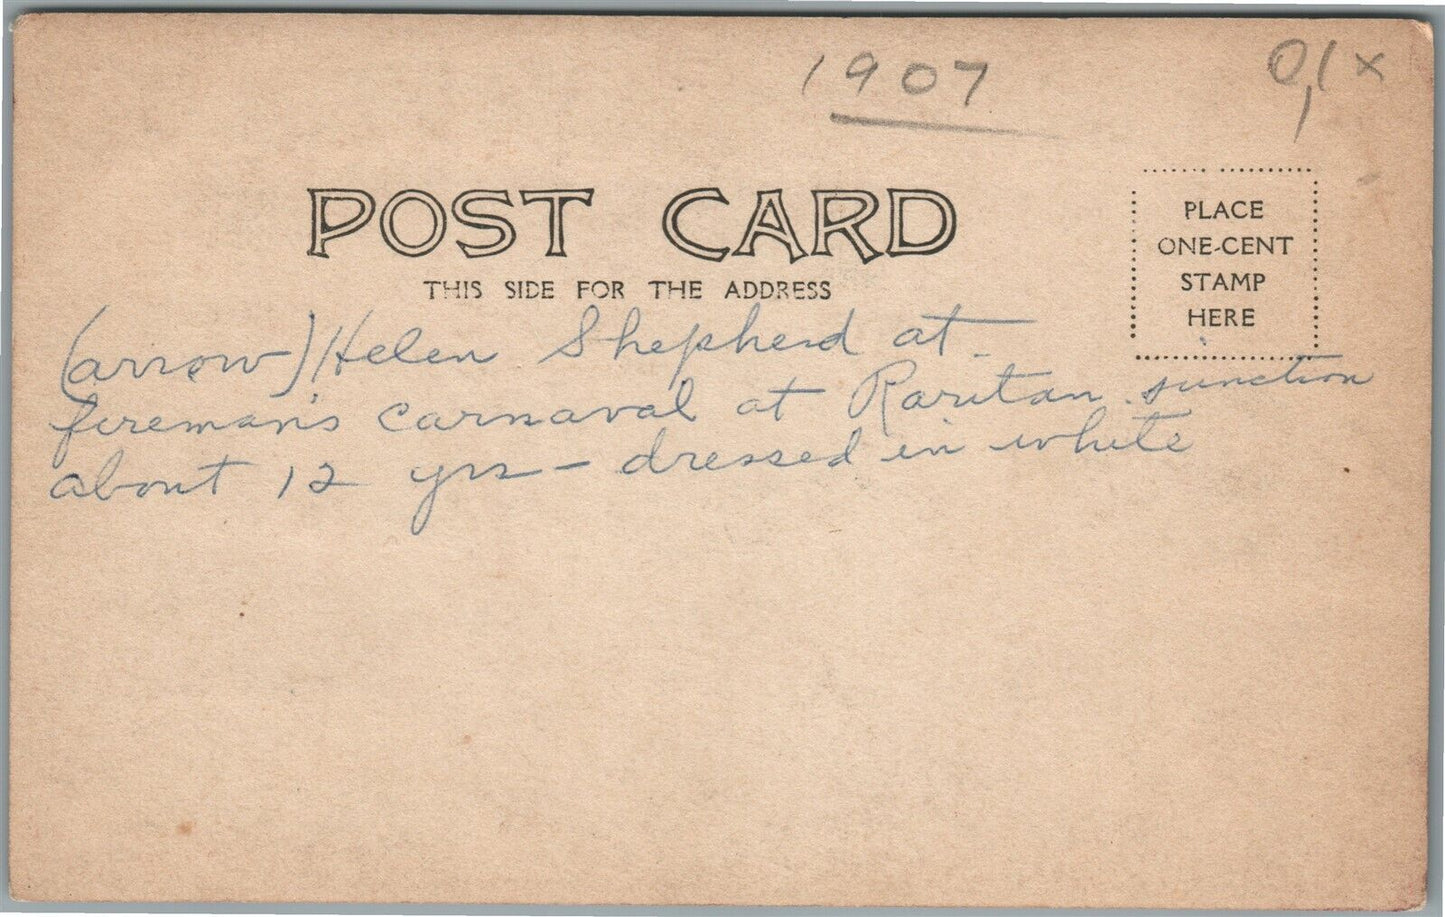 1907
POST CARD
THIS SIDE FOR THE ADDRESS
PLACE
ONE-CENT
STAMP
HERE
(arrow) Helen Shepherd at
fireman's carnaval at Raritan junction
about 12 yrs – dressed in white